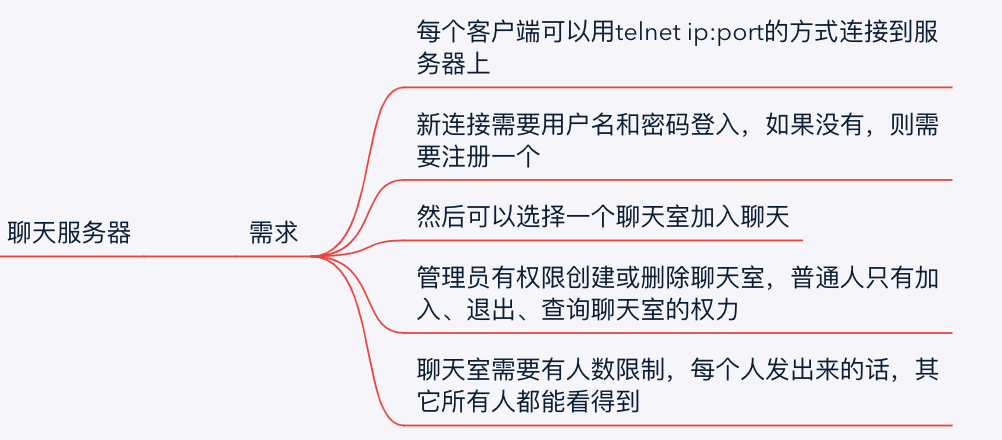 聊天服务器
需求
每个客户端可以用telnet ip:port的方式连接到服
务器上
新连接需要用户名和密码登入，如果没有，则需
要注册一个
然后可以选择一个聊天室加入聊天
管理员有权限创建或删除聊天室，普通人只有加
入、退出、查询聊天室的权力
聊天室需要有人数限制，每个人发出来的话，其
它所有人都能看得到